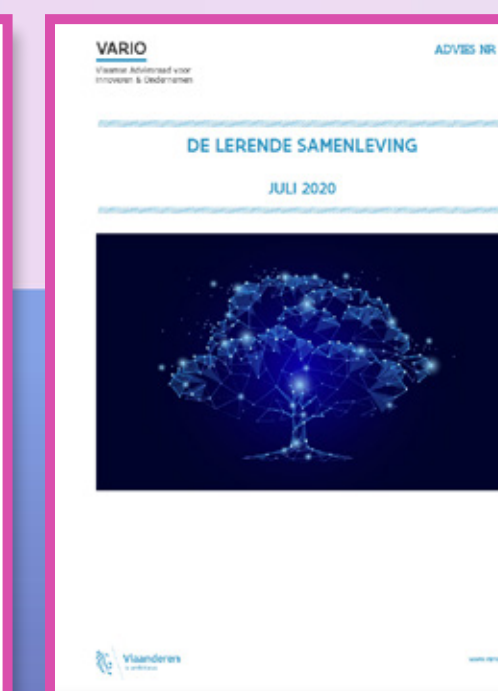 VARIO
ADVIES NR
Vlaamse Adviesraad voor
Innoveren & Ondernemen
DE LERENDE SAMENLEVING
JULI 2020
Vlaanderen